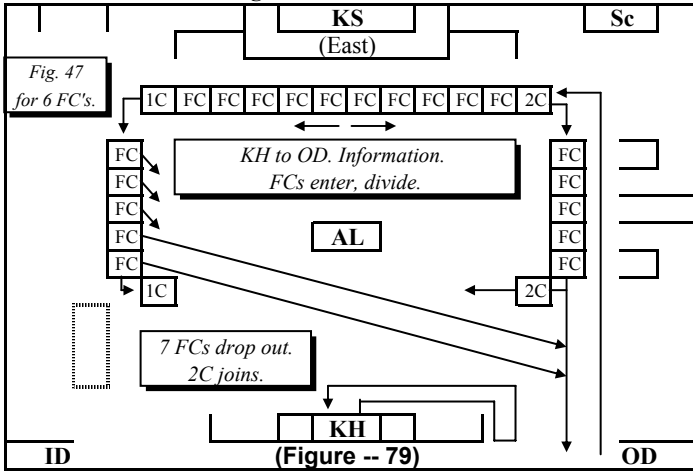 KS
Sc
(East)
Fig. 47
for 6 FC's.
1C FC FC FC FC FC FC FC FC FC FC 2C
KH to OD. Information.
FCs enter, divide.
FC FC
FC FC
FC FC
FC AL FC
FC FC
1C 2C
7 FCs drop out.
2C joins.
KH
ID (Figure -- 79) OD